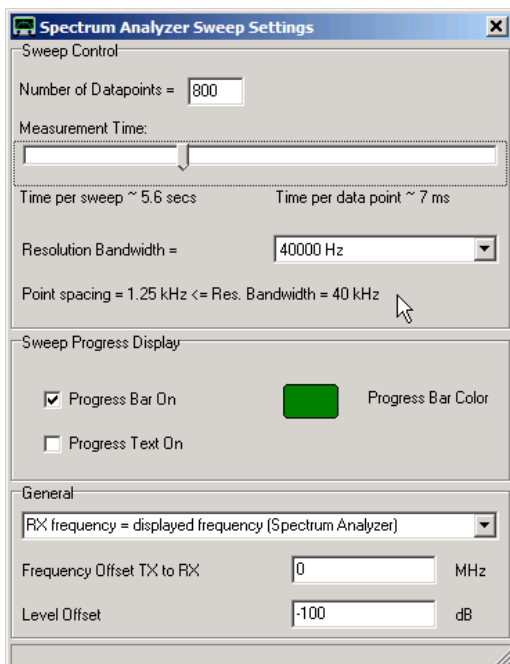 Spectrum Analyzer Sweep Settings
Sweep Control
Number of Datapoints = 800
Measurement Time:
Time per sweep ~ 5.6 secs Time per data point ~ 7 ms
Resolution Bandwidth = 40000 Hz
Point spacing = 1.25 kHz <= Res. Bandwidth = 40 kHz
Sweep Progress Display
Progress Bar On Progress Bar Color
Progress Text On
General
RX frequency = displayed frequency (Spectrum Analyzer)
Frequency Offset TX to RX 0 MHz
Level Offset -100 dB